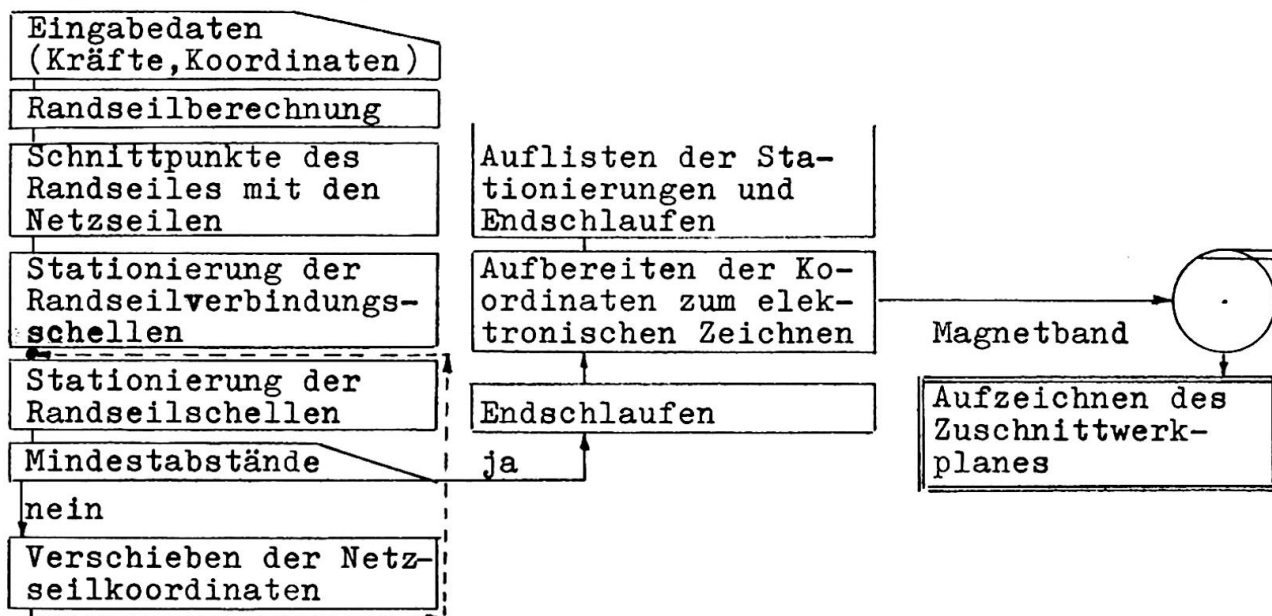 Eingabedaten
(Kräfte,Koordinaten)
Randseilberechnung
Schnittpunkte des
Randseiles mit den
Netzseilen
Stationierung der
Randseilverbindungs-
schellen
Stationierung der
Randseilschellen
Mindestabstände
ja
nein
Verschieben der Netz-
seilkoordinaten
Auflisten der Sta-
tionierungen und
Endschlaufen
Aufbereiten der Ko-
ordinaten zum elek-
tronischen Zeichnen
Endschlaufen
Magnetband
Aufzeichnen des
Zuschnittwerk-
planes